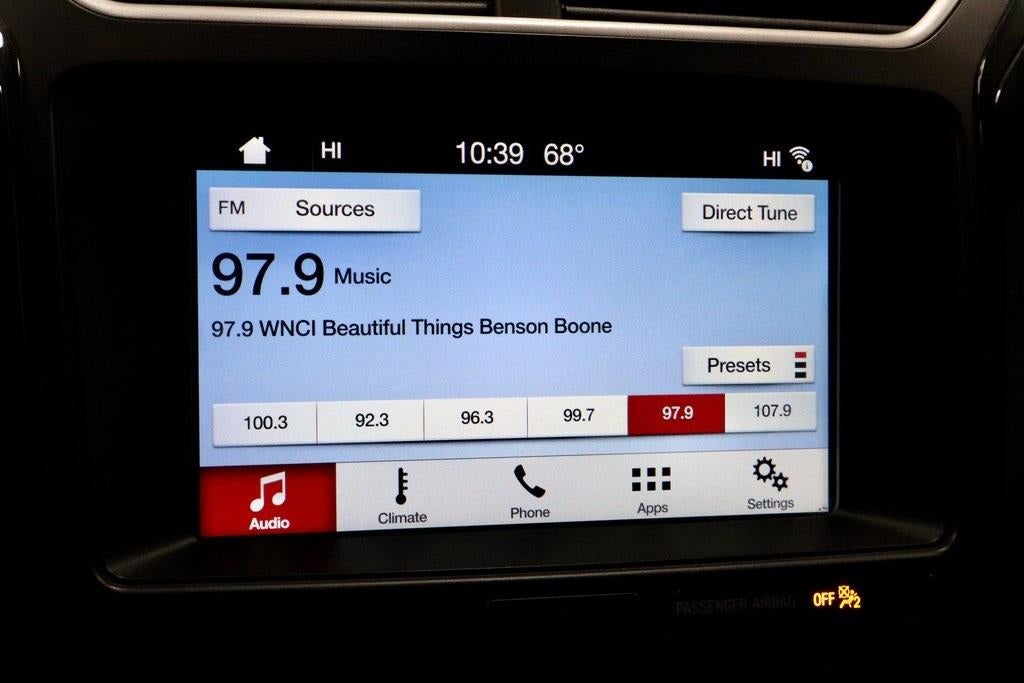 HI 10:39 68° HI
FM Sources
Direct Tune
97.9 Music
97.9 WNCI Beautiful Things Benson Boone
Presets
100.3 92.3 96.3 99.7 97.9 107.9
Audio Climate Phone Apps Settings
PASSENGER AIRBAG OFF 2